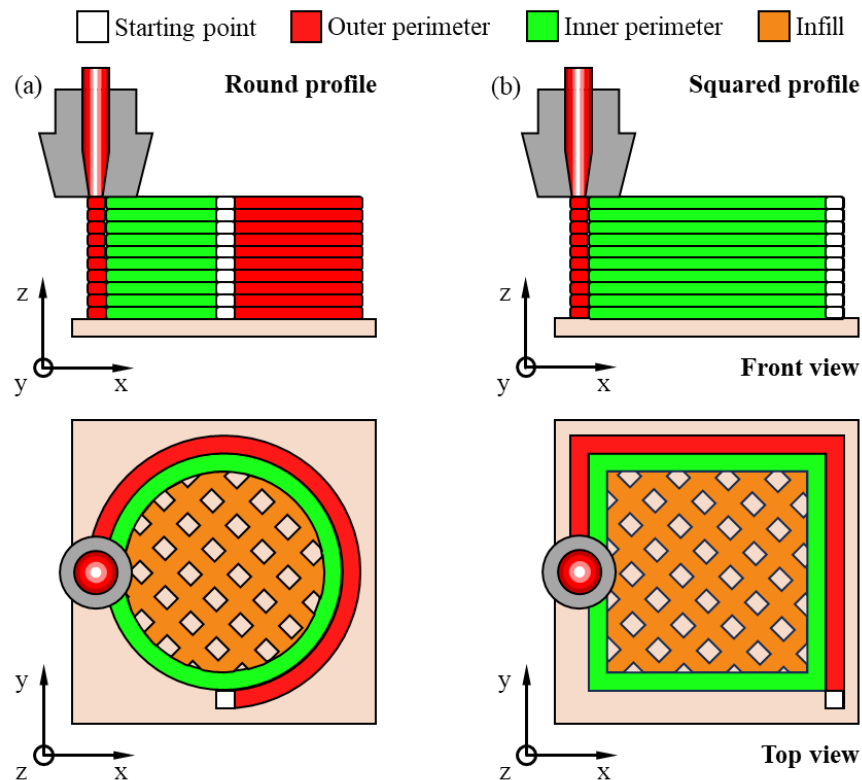 Starting point Outer perimeter Inner perimeter Infill
(a) Round profile (b) Squared profile
z z
y x y x Front view
y y
z x z x Top view